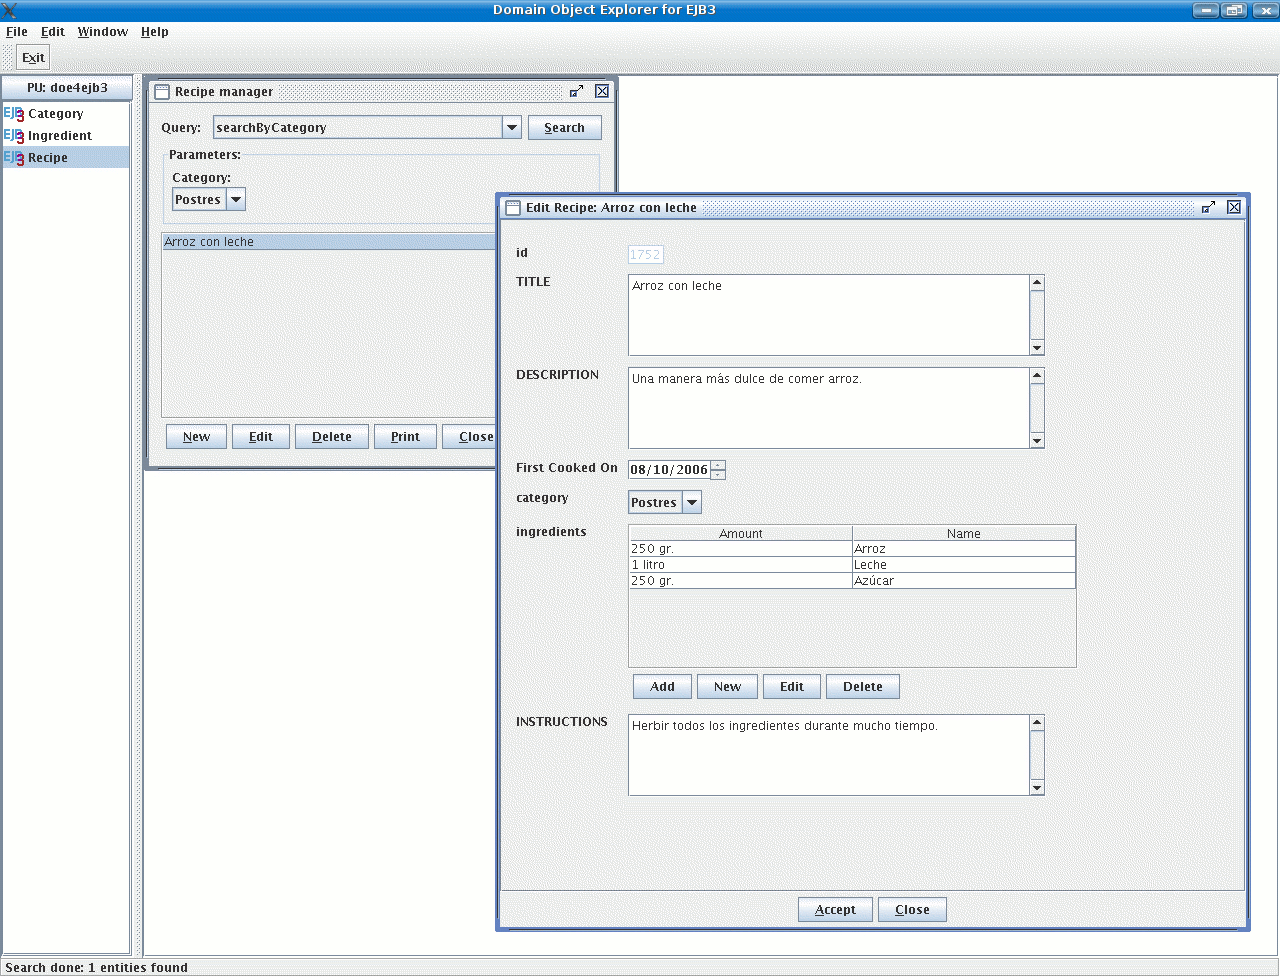 Domain Object Explorer for EJB3
File Edit Window Help
Exit
PU: doe4ejb3
EJB3 Category
EJB3 Ingredient
EJB3 Recipe
Recipe manager
Query: searchByCategory Search
Parameters:
Category:
Postres
Arroz con leche
New Edit Delete Print Close
Edit Recipe: Arroz con leche
id 1752
TITLE Arroz con leche
DESCRIPTION Una manera más dulce de comer arroz.
First Cooked On 08/10/2006
category Postres
ingredients Amount Name
250 gr. Arroz
1 litro Leche
250 gr. Azúcar
Add New Edit Delete
INSTRUCTIONS Herbir todos los ingredientes durante mucho tiempo.
Accept Close
Search done: 1 entities found